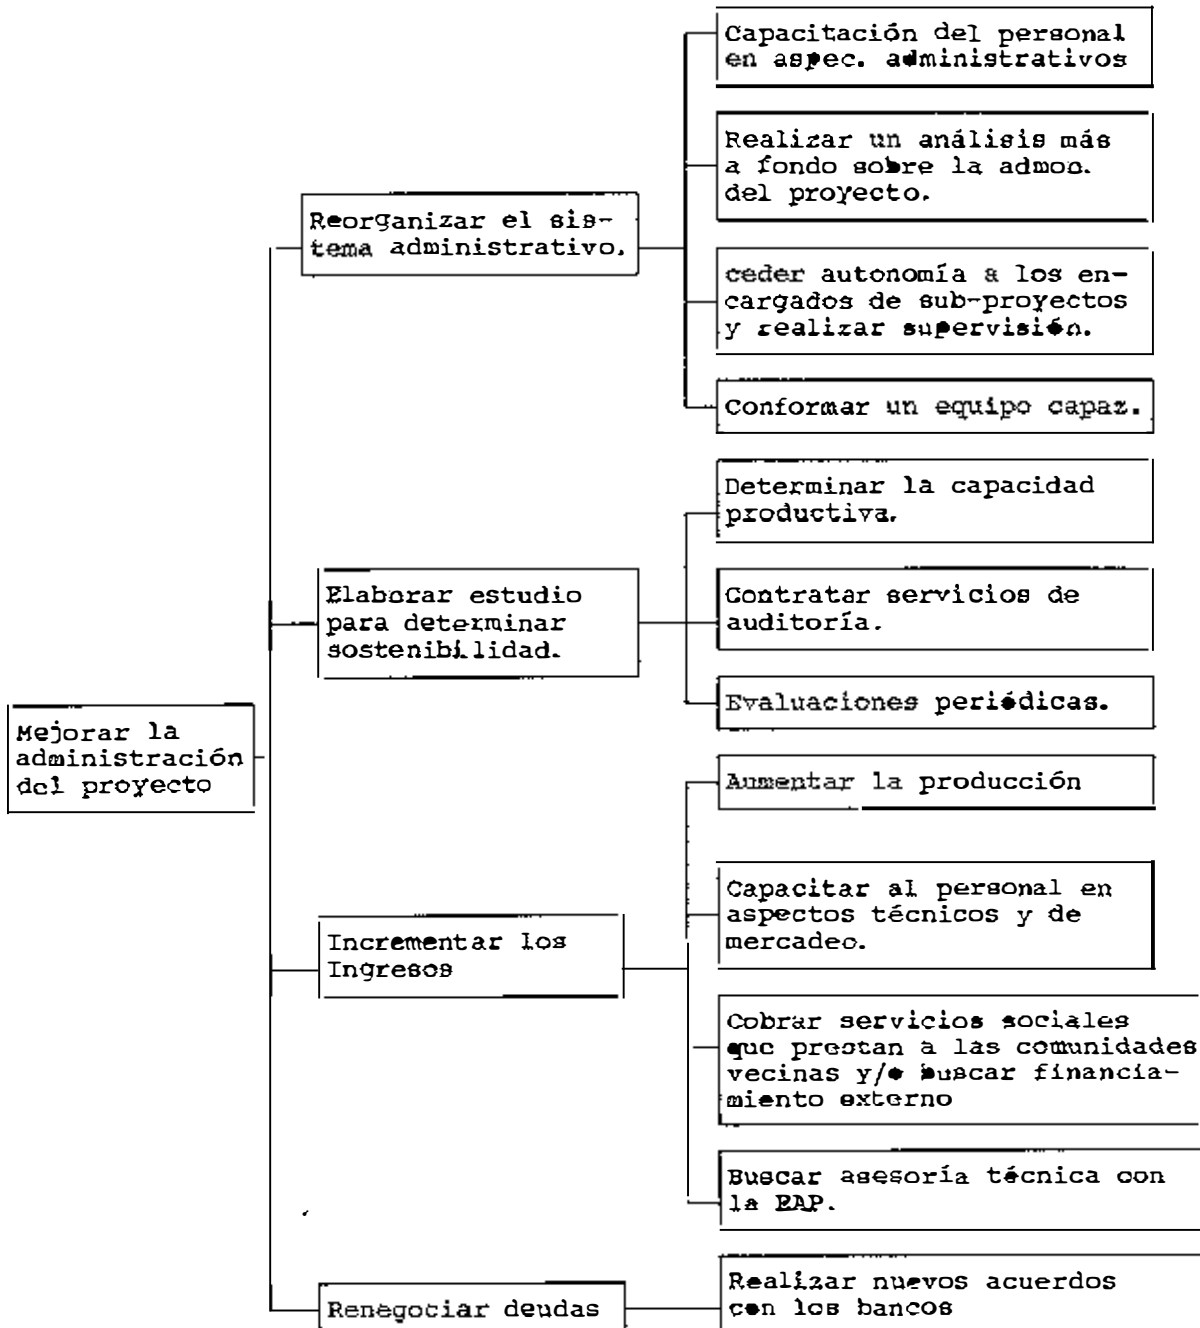 Capacitación del personal
en aspec. administrativos
Realizar un análisis más
a fondo sobre la admon.
del proyecto.
Reorganizar el sis-
tema administrativo.
ceder autonomía a los en-
cargados de sub-proyectos
y realizar supervisión.
Conformar un equipo capaz.
Determinar la capacidad
productiva.
Elaborar estudio
para determinar
sostenibilidad.
Contratar servicios de
auditoría.
Evaluaciones periódicas.
Mejorar la
administración
del proyecto
Aumentar la producción
Capacitar al personal en
aspectos técnicos y de
mercadeo.
Incrementar los
Ingresos
Cobrar servicios sociales
que prestan a las comunidades
vecinas y/o buscar financia-
miento externo
Buscar asesoría técnica con
la EAP.
Renegociar deudas
Realizar nuevos acuerdos
con los bancos